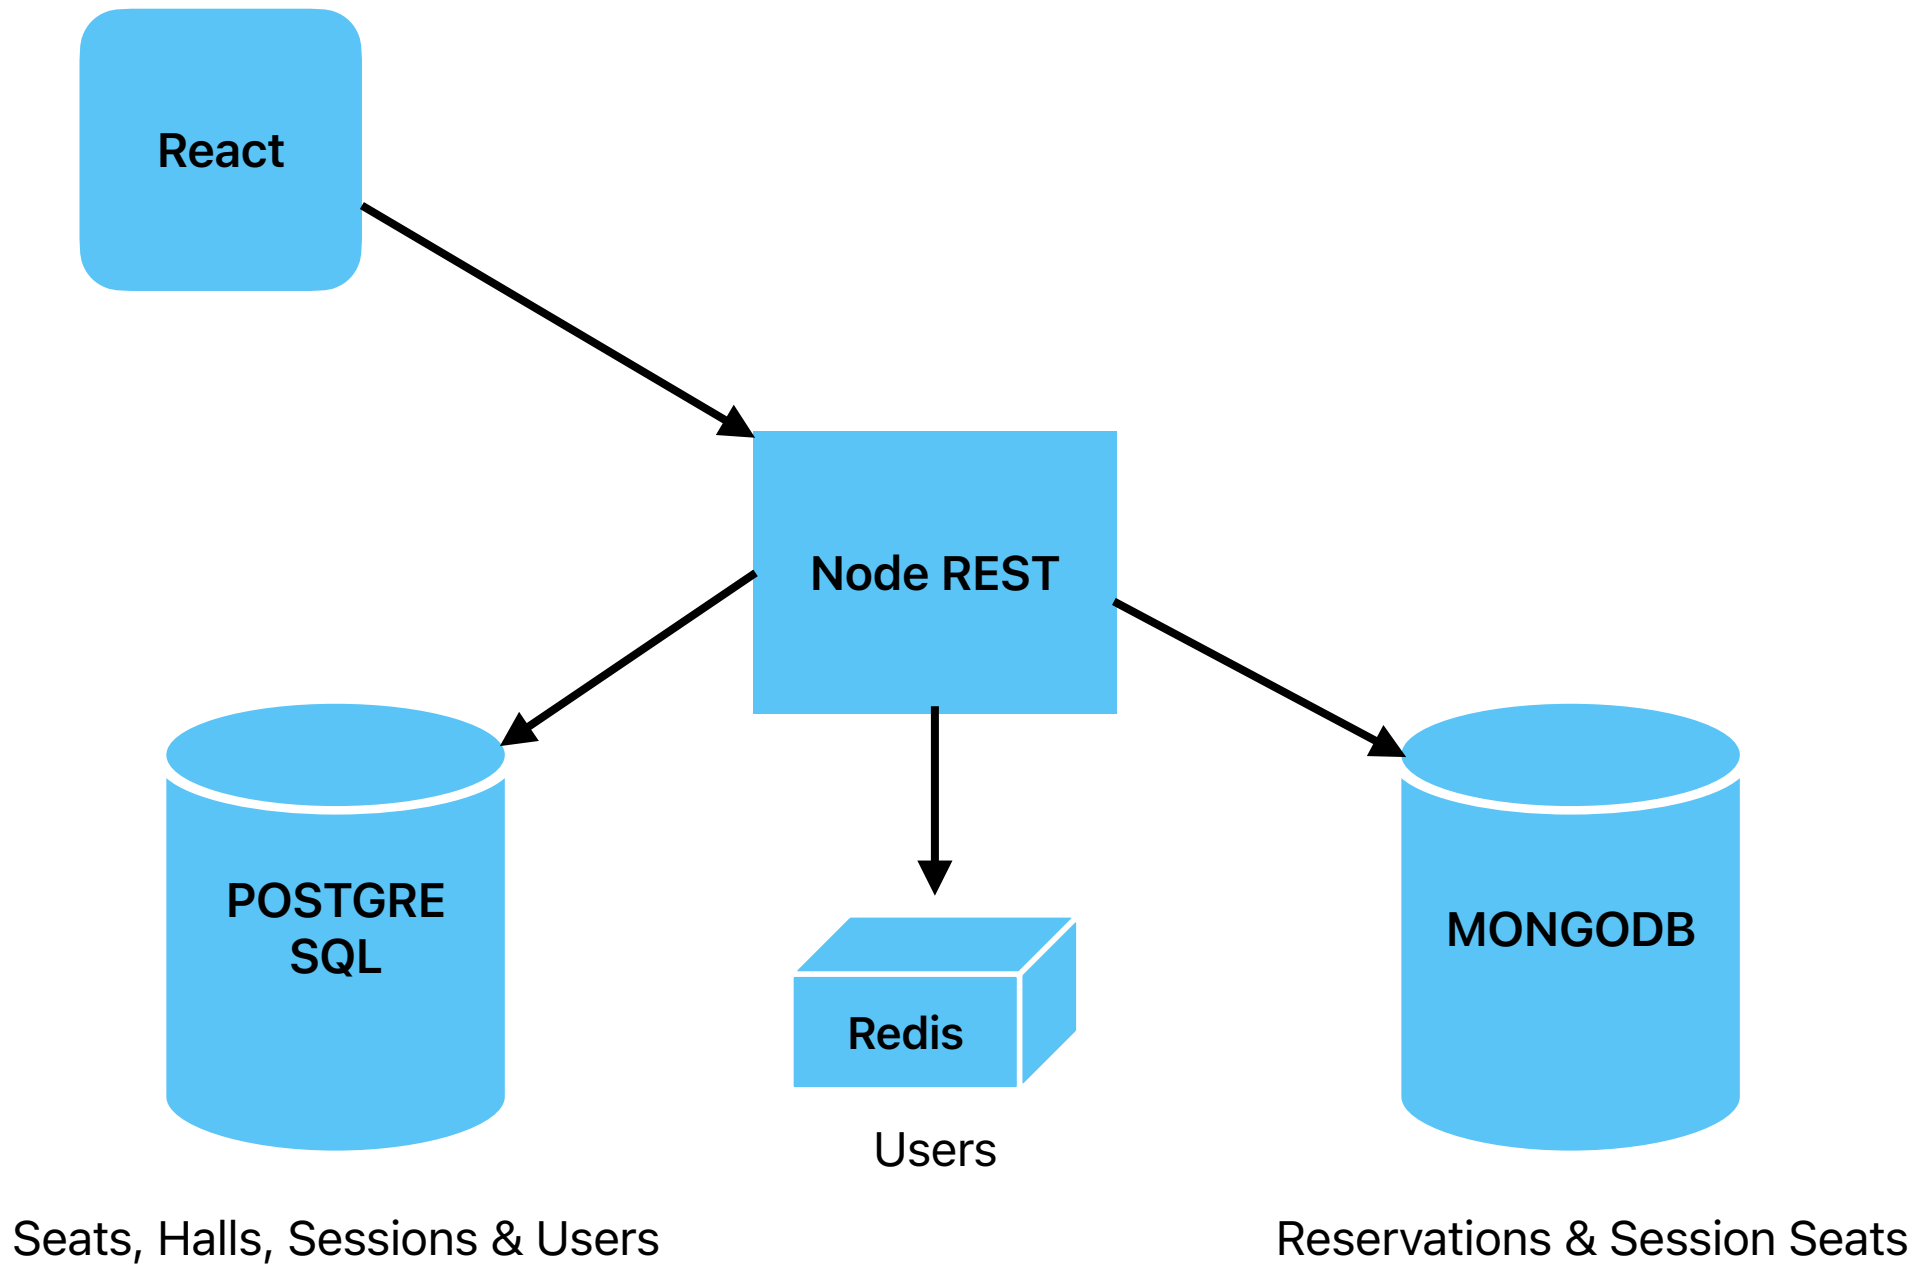 React
Node REST
POSTGRE
SQL
MONGODB
Redis
Users
Seats, Halls, Sessions & Users
Reservations & Session Seats